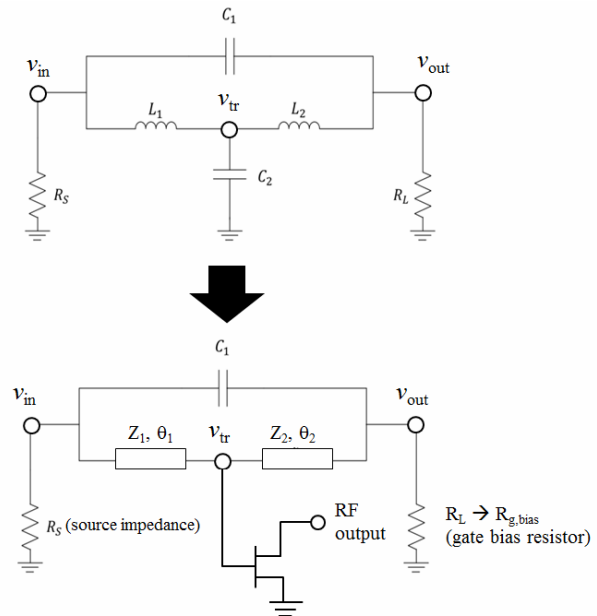 C₁
vin
vout
L₁
vtr
L₂
C₂
RS
RL
C₁
vin
vout
Z₁, θ₁
vtr
Z₂, θ₂
RS (source impedance)
RF
output
RL → Rg,bias
(gate bias resistor)